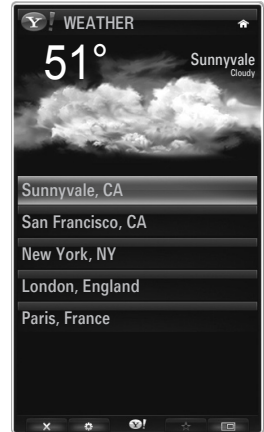 Y! WEATHER
51°
Sunnyvale
Cloudy
Sunnyvale, CA
San Francisco, CA
New York, NY
London, England
Paris, France
Y!